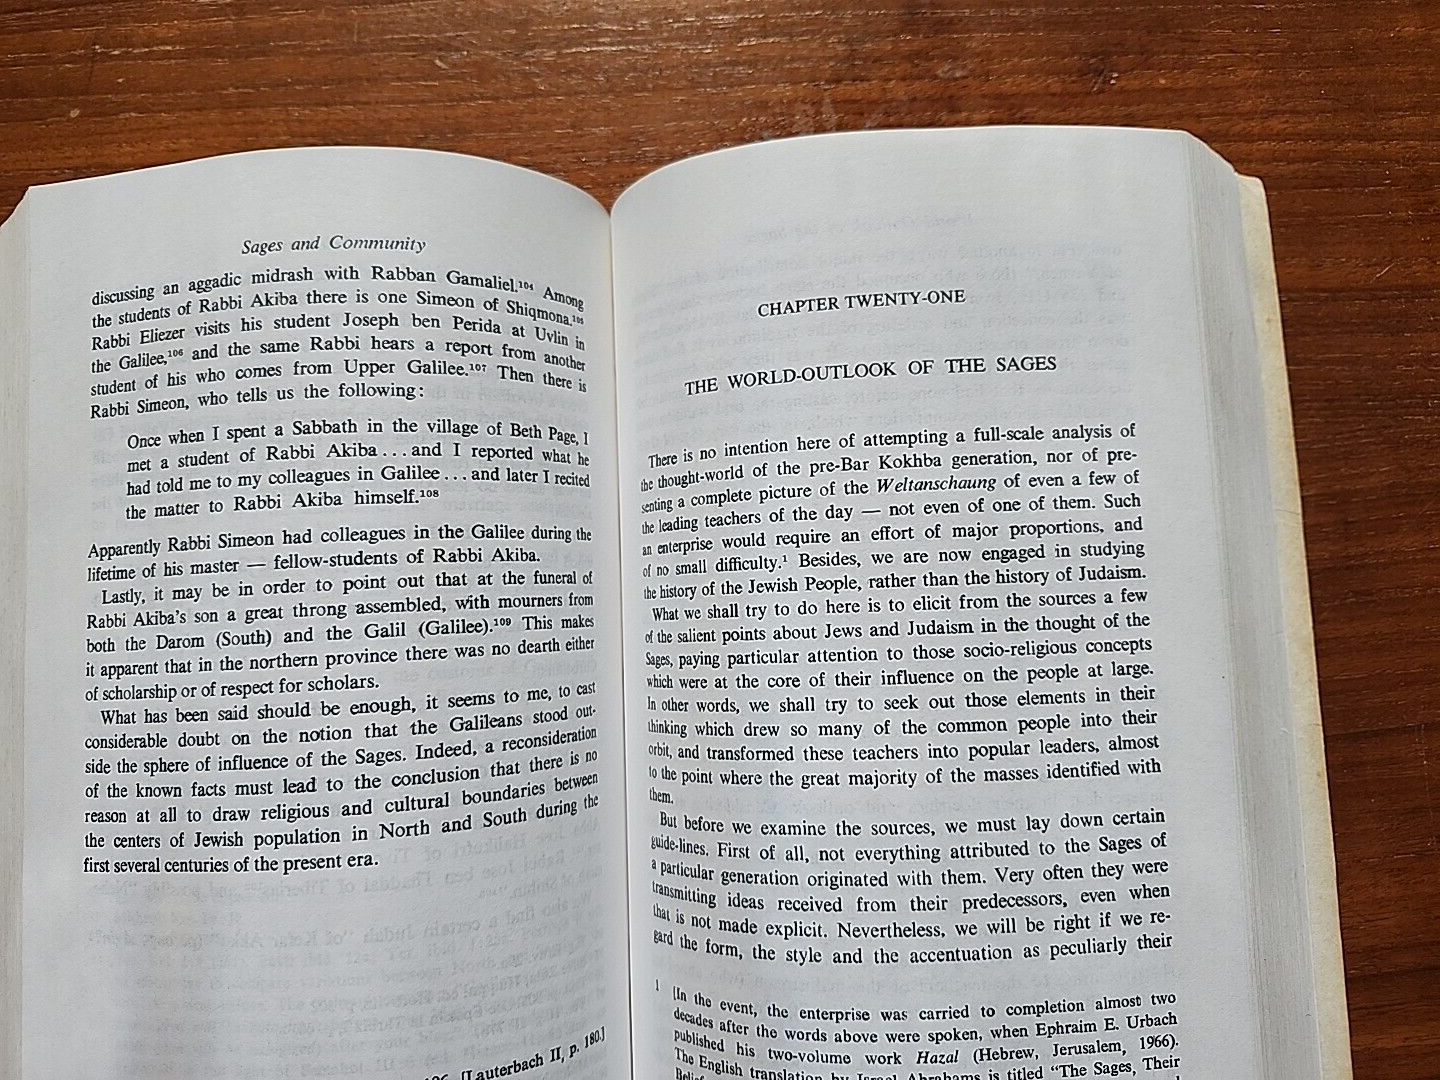 Sages and Community
discussing an aggadic midrash with Rabban Gamaliel.¹⁰⁴ Among
the students of Rabbi Akiba there is one Simeon of Shiqmona.¹⁰⁵
Rabbi Eliezer visits his student Joseph ben Perida at Uvlin in
the Galilee,¹⁰⁶ and the same Rabbi hears a report from another
student of his who comes from Upper Galilee.¹⁰⁷ Then there is
Rabbi Simeon, who tells us the following:
Once when I spent a Sabbath in the village of Beth Page, I
met a student of Rabbi Akiba ... and I reported what he
had told me to my colleagues in Galilee ... and later I recited
the matter to Rabbi Akiba himself.¹⁰⁸
Apparently Rabbi Simeon had colleagues in the Galilee during the
lifetime of his master — fellow-students of Rabbi Akiba.
Lastly, it may be in order to point out that at the funeral of
Rabbi Akiba's son a great throng assembled, with mourners from
both the Darom (South) and the Galil (Galilee).¹⁰⁹ This makes
it apparent that in the northern province there was no dearth either
of scholarship or of respect for scholars.
What has been said should be enough, it seems to me, to cast
considerable doubt on the notion that the Galileans stood out-
side the sphere of influence of the Sages. Indeed, a reconsideration
of the known facts must lead to the conclusion that there is no
reason at all to draw religious and cultural boundaries between
the centers of Jewish population in North and South during the
first several centuries of the present era.
[Lauterbach II, p. 180.]
CHAPTER TWENTY-ONE
THE WORLD-OUTLOOK OF THE SAGES
There is no intention here of attempting a full-scale analysis of
the thought-world of the pre-Bar Kokhba generation, nor of pre-
senting a complete picture of the Weltanschaung of even a few of
the leading teachers of the day — not even of one of them. Such
an enterprise would require an effort of major proportions, and
of no small difficulty.¹ Besides, we are now engaged in studying
the history of the Jewish People, rather than the history of Judaism.
What we shall try to do here is to elicit from the sources a few
of the salient points about Jews and Judaism in the thought of the
Sages, paying particular attention to those socio-religious concepts
which were at the core of their influence on the people at large.
In other words, we shall try to seek out those elements in their
thinking which drew so many of the common people into their
orbit, and transformed these teachers into popular leaders, almost
to the point where the great majority of the masses identified with
them.
But before we examine the sources, we must lay down certain
guide-lines. First of all, not everything attributed to the Sages of
a particular generation originated with them. Very often they were
transmitting ideas received from their predecessors, even when
that is not made explicit. Nevertheless, we will be right if we re-
gard the form, the style and the accentuation as peculiarly their
1 [In the event, the enterprise was carried to completion almost two
decades after the words above were spoken, when Ephraim E. Urbach
published his two-volume work Hazal (Hebrew, Jerusalem, 1966).
The English translation by Israel Abrahams is titled "The Sages, Their